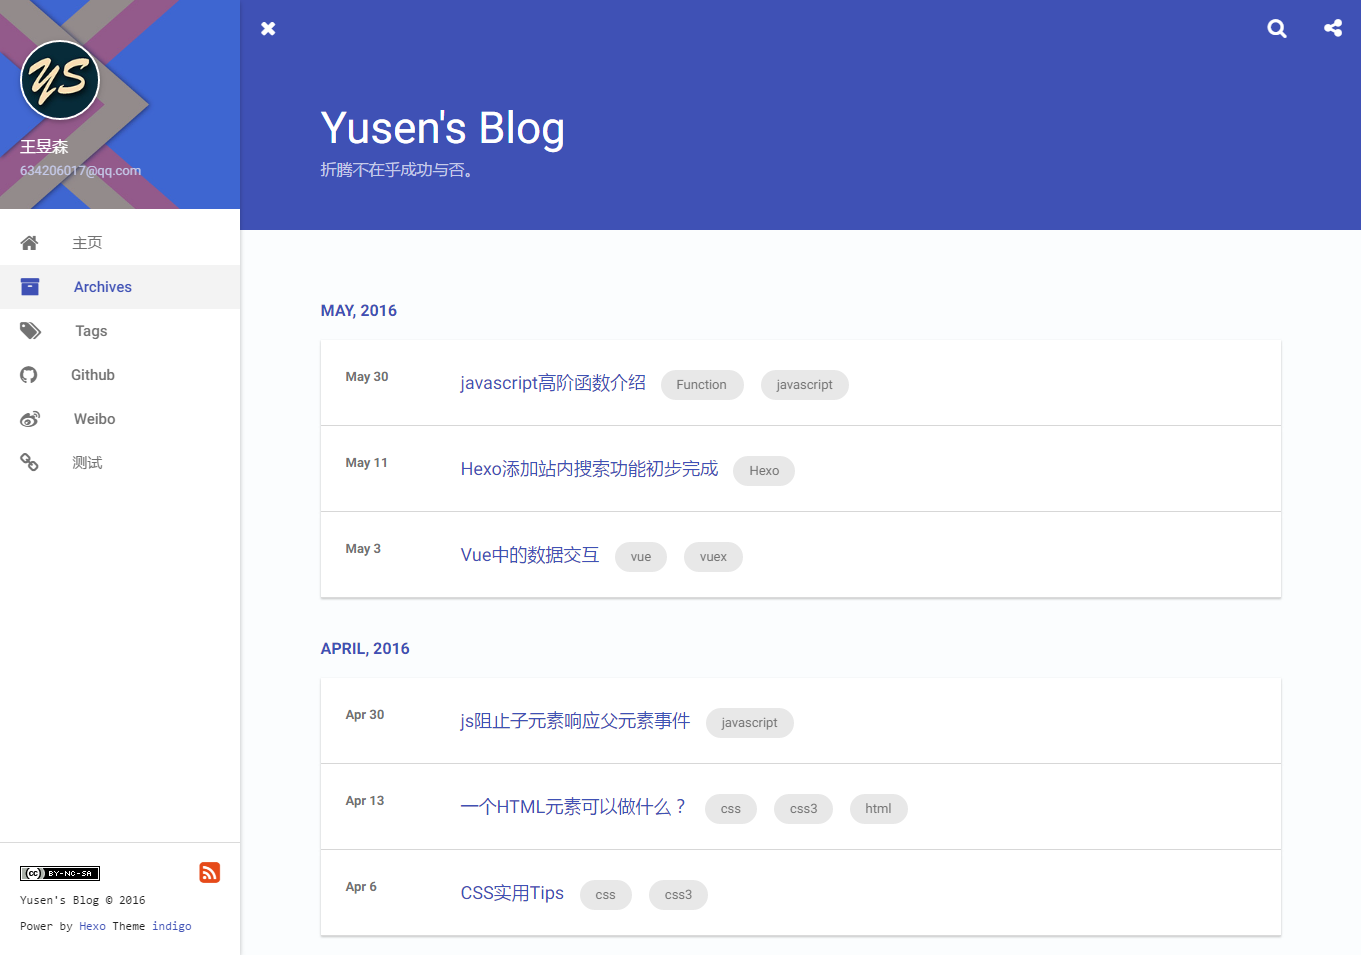 YS
王昱森
634206017@qq.com
主页
Archives
Tags
Github
Weibo
测试
(cc) BY-NC-SA
Yusen's Blog © 2016
Power by Hexo Theme indigo
Yusen's Blog
折腾不在乎成功与否。
MAY, 2016
May 30 javascript高阶函数介绍 Function javascript
May 11 Hexo添加站内搜索功能初步完成 Hexo
May 3 Vue中的数据交互 vue vuex
APRIL, 2016
Apr 30 js阻止子元素响应父元素事件 javascript
Apr 13 一个HTML元素可以做什么？ css css3 html
Apr 6 CSS实用Tips css css3